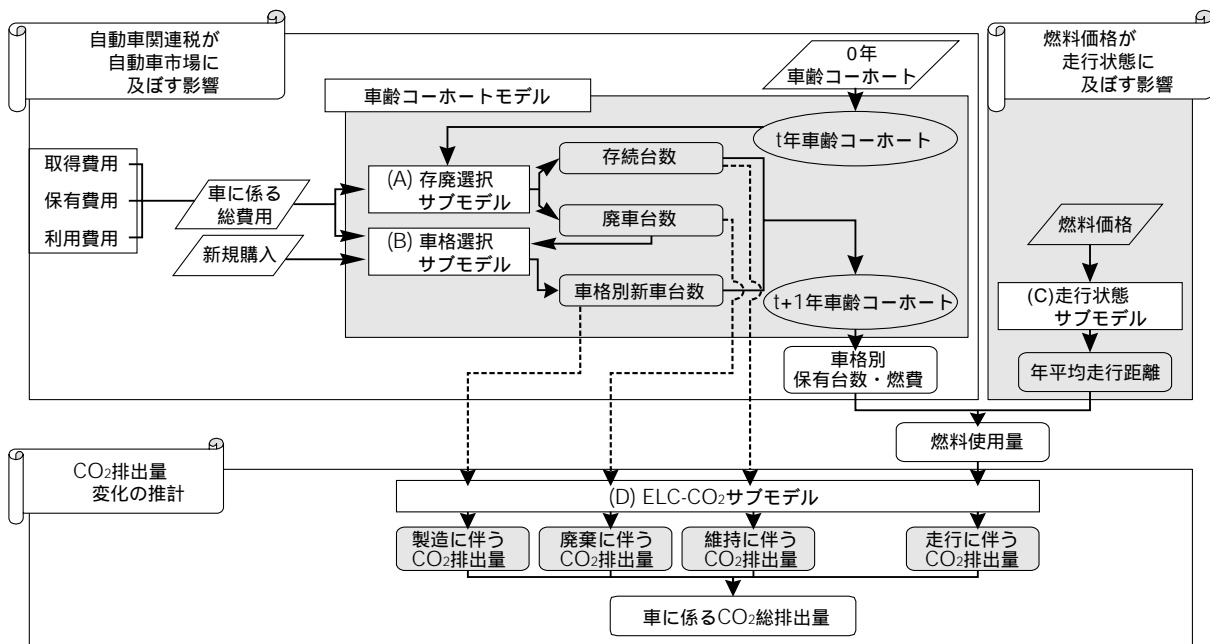 自動車関連税が
自動車市場に
及ぼす影響
燃料価格が
走行状態に
及ぼす影響
0年
車齢コーホート
車齢コーホートモデル
t年車齢コーホート
取得費用
保有費用
利用費用
車に係る
総費用
新規購入
(A) 存廃選択
サブモデル
(B) 車格選択
サブモデル
存続台数
廃車台数
車格別新車台数
t+1年車齢コーホート
車格別
保有台数・燃費
燃料価格
(C)走行状態
サブモデル
年平均走行距離
燃料使用量
CO2排出量
変化の推計
(D) ELC-CO2サブモデル
製造に伴う
CO2排出量
廃棄に伴う
CO2排出量
維持に伴う
CO2排出量
走行に伴う
CO2排出量
車に係るCO2総排出量